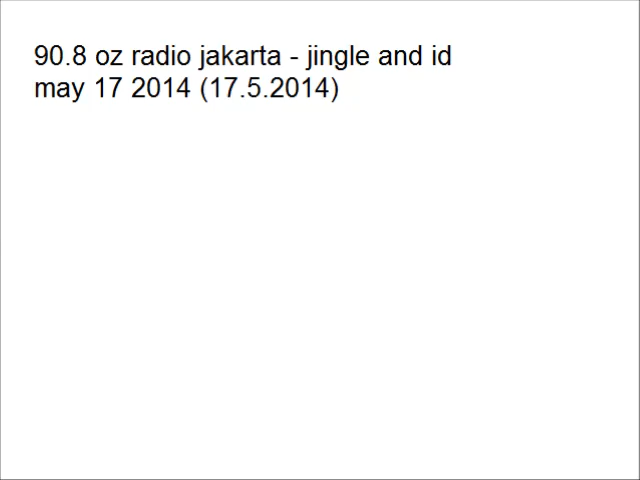 90.8 oz radio jakarta - jingle and id
may 17 2014 (17.5.2014)